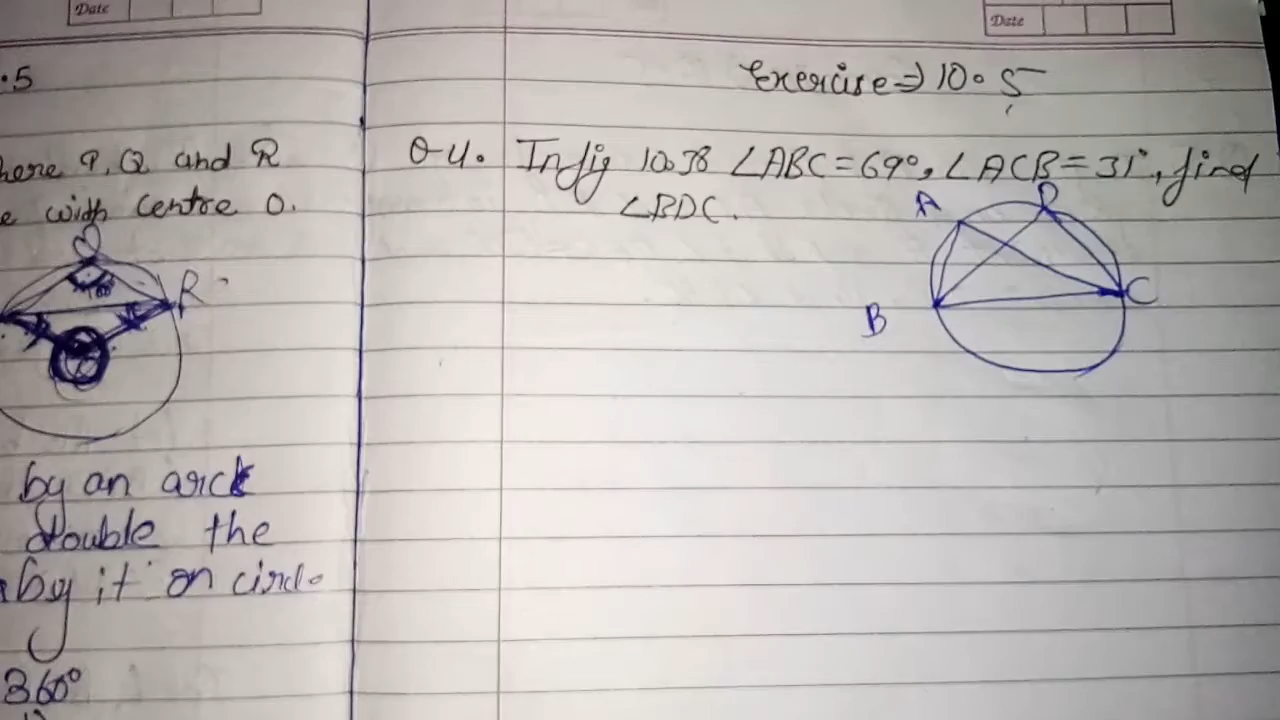 Date
Date
.5
Exercise ⇒ 10.5
here P, Q and R
e with centre O.
Q
R
Q4. In fig 10.38 ∠ABC = 69°, ∠ACB = 31°, find
∠BDC.
A
D
B
C
by an arc
double the
by it on circle
360°